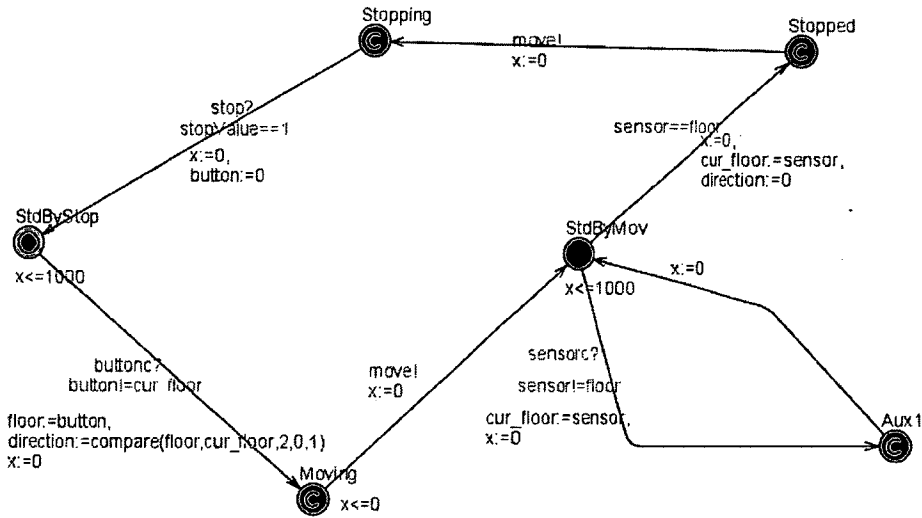 Stopping
Stopped
move!
x:=0
stop?
stopValue==1
x:=0,
button:=0
sensor==floor
x:=0,
cur_floor:=sensor,
direction:=0
StdByStop
x<=1000
StdByMov
x<=1000
x:=0
buttonc?
button!=cur_floor
floor:=button,
direction:=compare(floor,cur_floor,2,0,1)
x:=0
move!
x:=0
sensorc?
sensor!=floor
cur_floor:=sensor,
x:=0
Aux1
C
Moving
x<=0